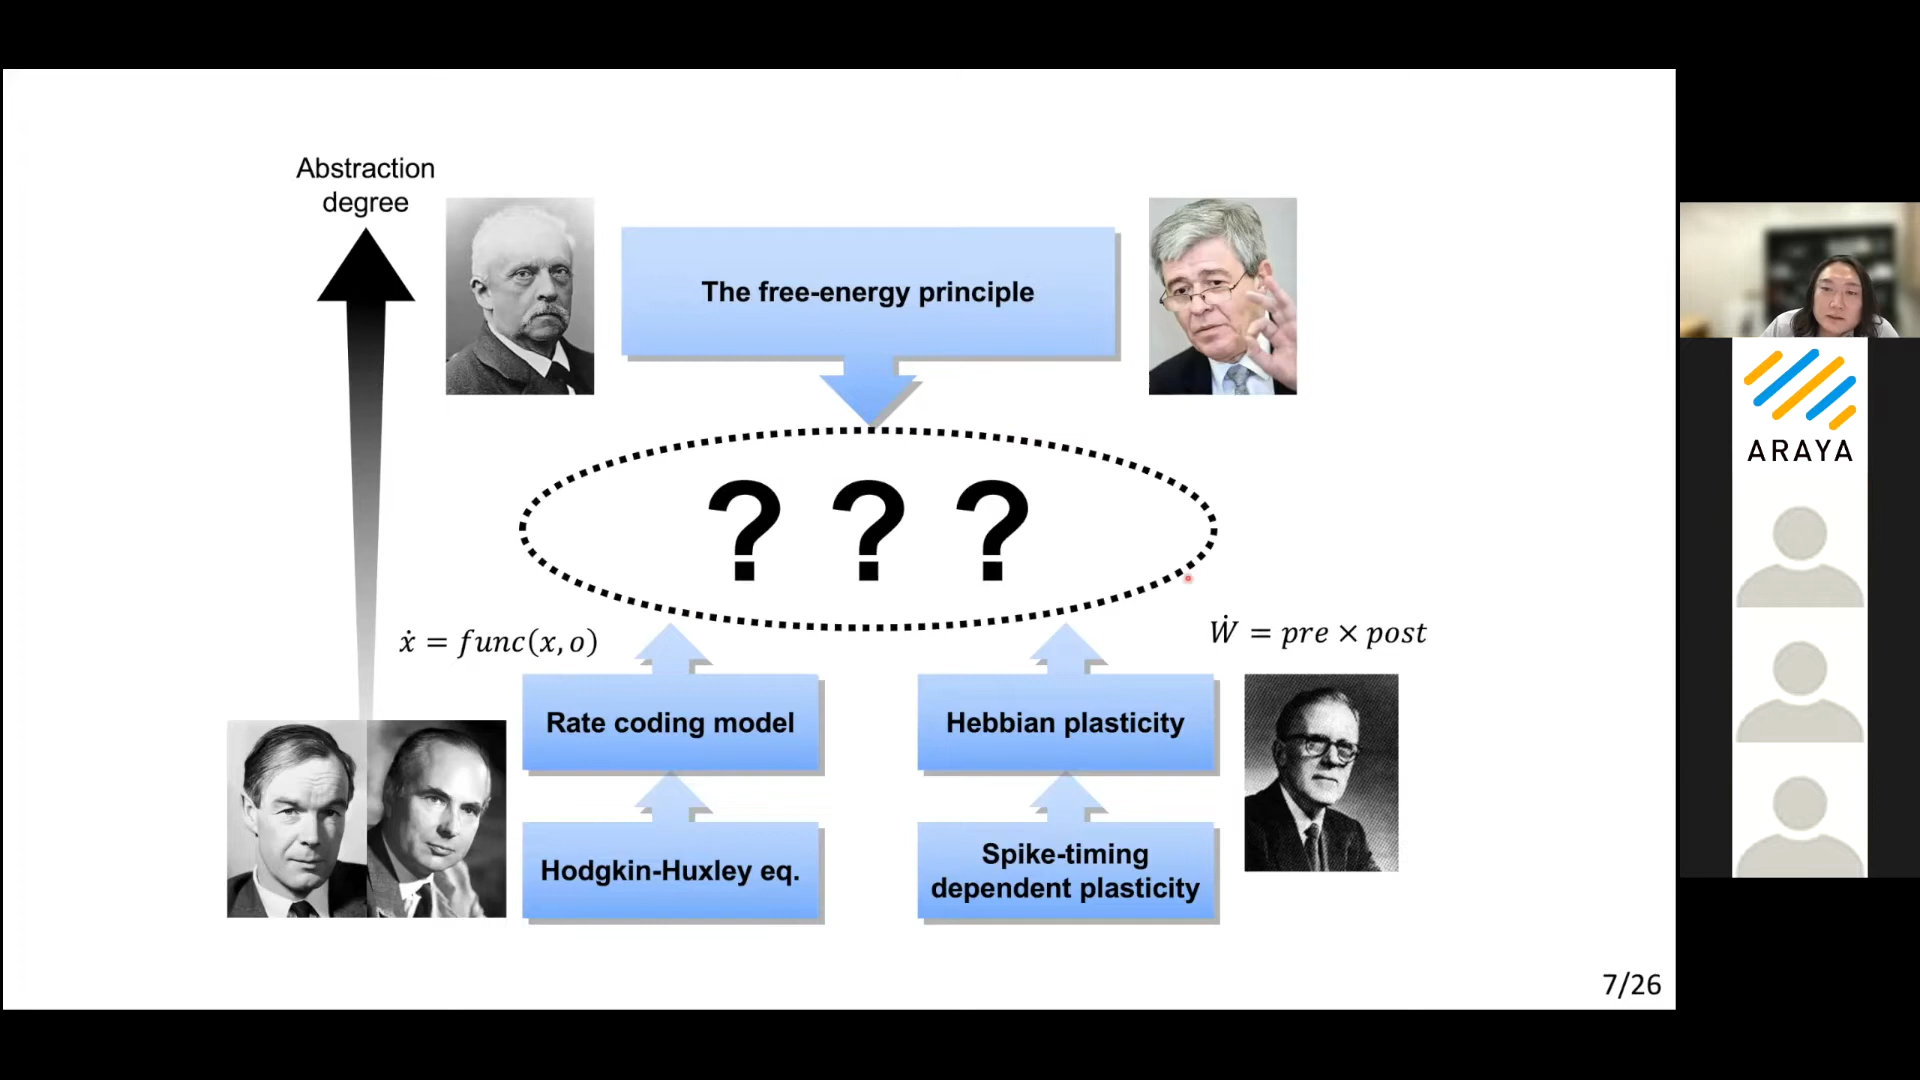 Abstraction
degree
The free-energy principle
? ? ?
ẋ = func(x, o)
Ẇ = pre × post
Rate coding model
Hebbian plasticity
Hodgkin-Huxley eq.
Spike-timing
dependent plasticity
7/26
ARAYA